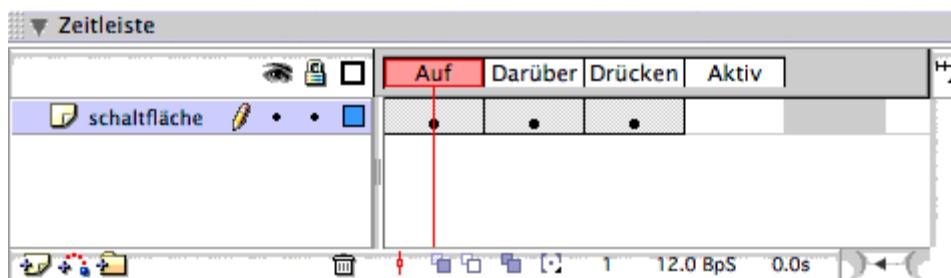 Zeitleiste
Auf Darüber Drücken Aktiv
schaltfläche
1 12.0 BpS 0.0s